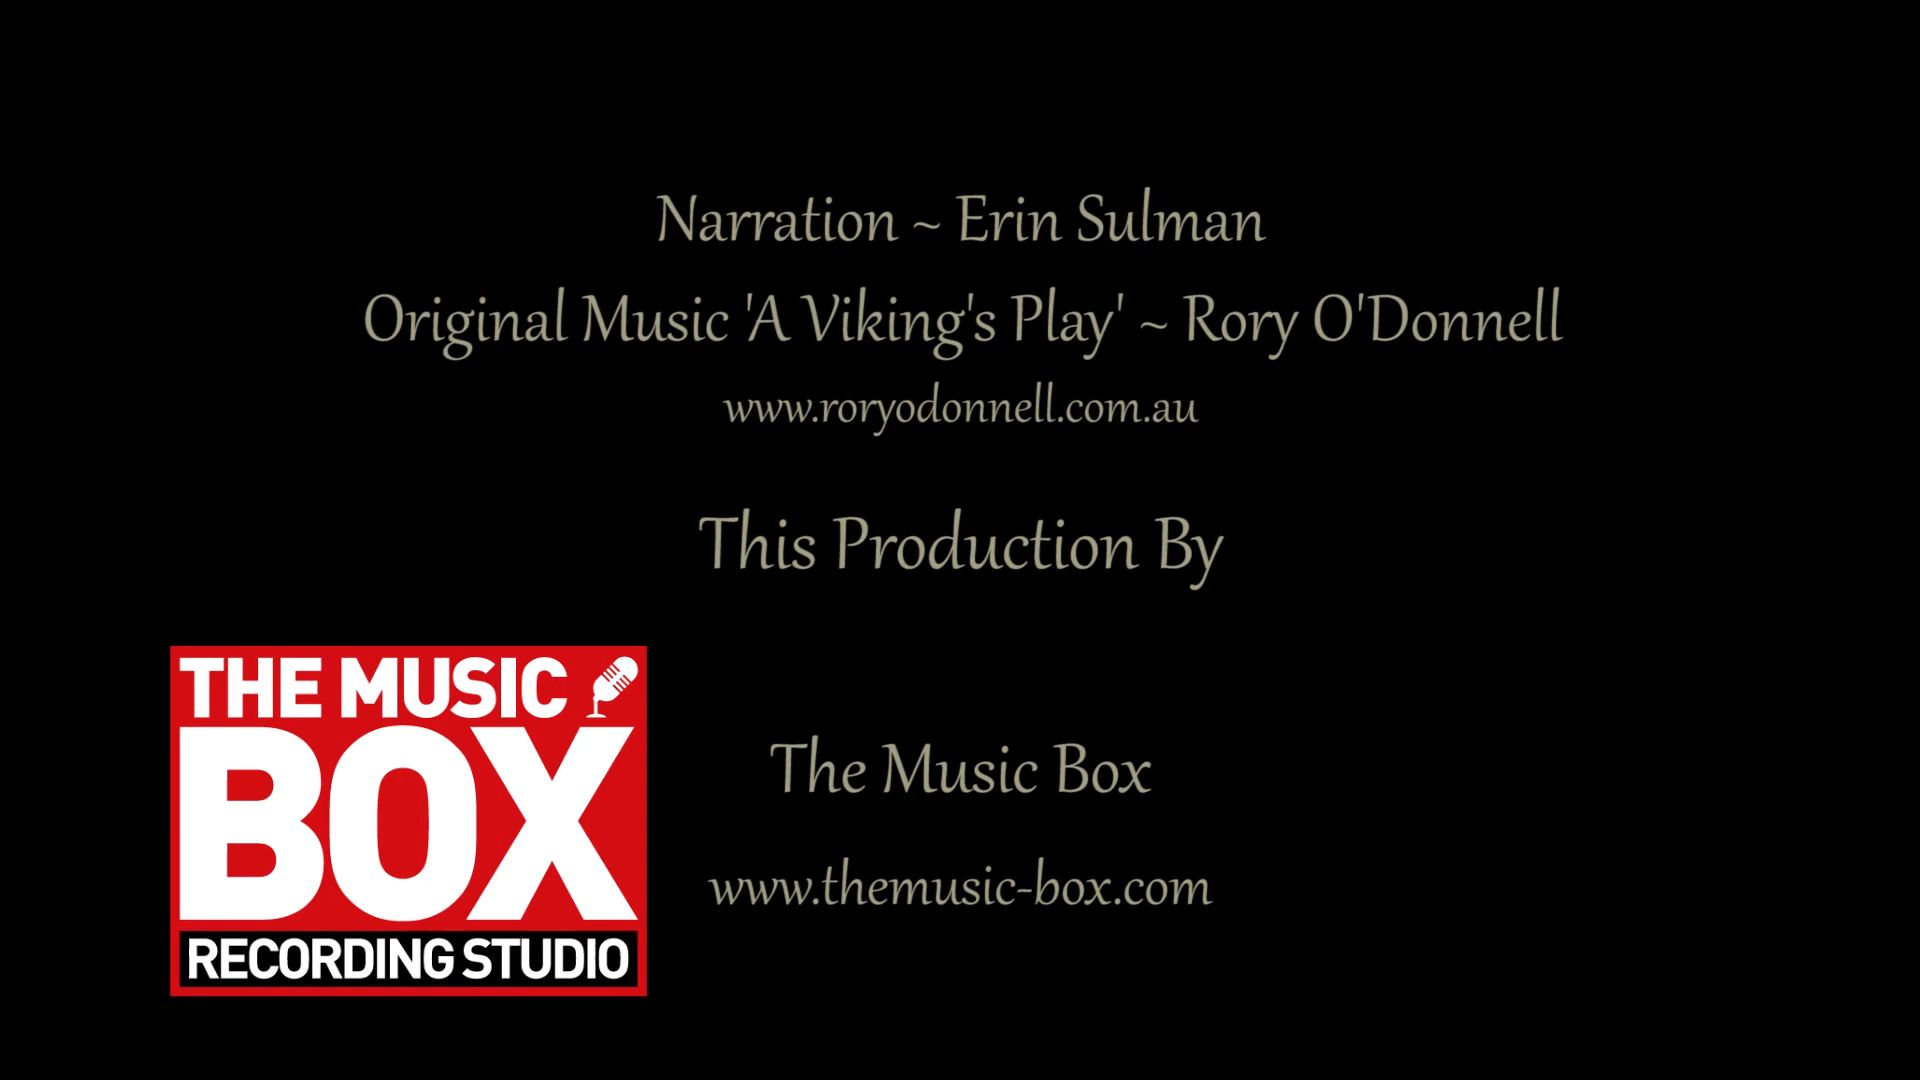 Narration ~ Erin Sulman
Original Music 'A Viking's Play' ~ Rory O'Donnell
www.roryodonnell.com.au
This Production By
THE MUSIC
BOX
RECORDING STUDIO
The Music Box
www.themusic-box.com